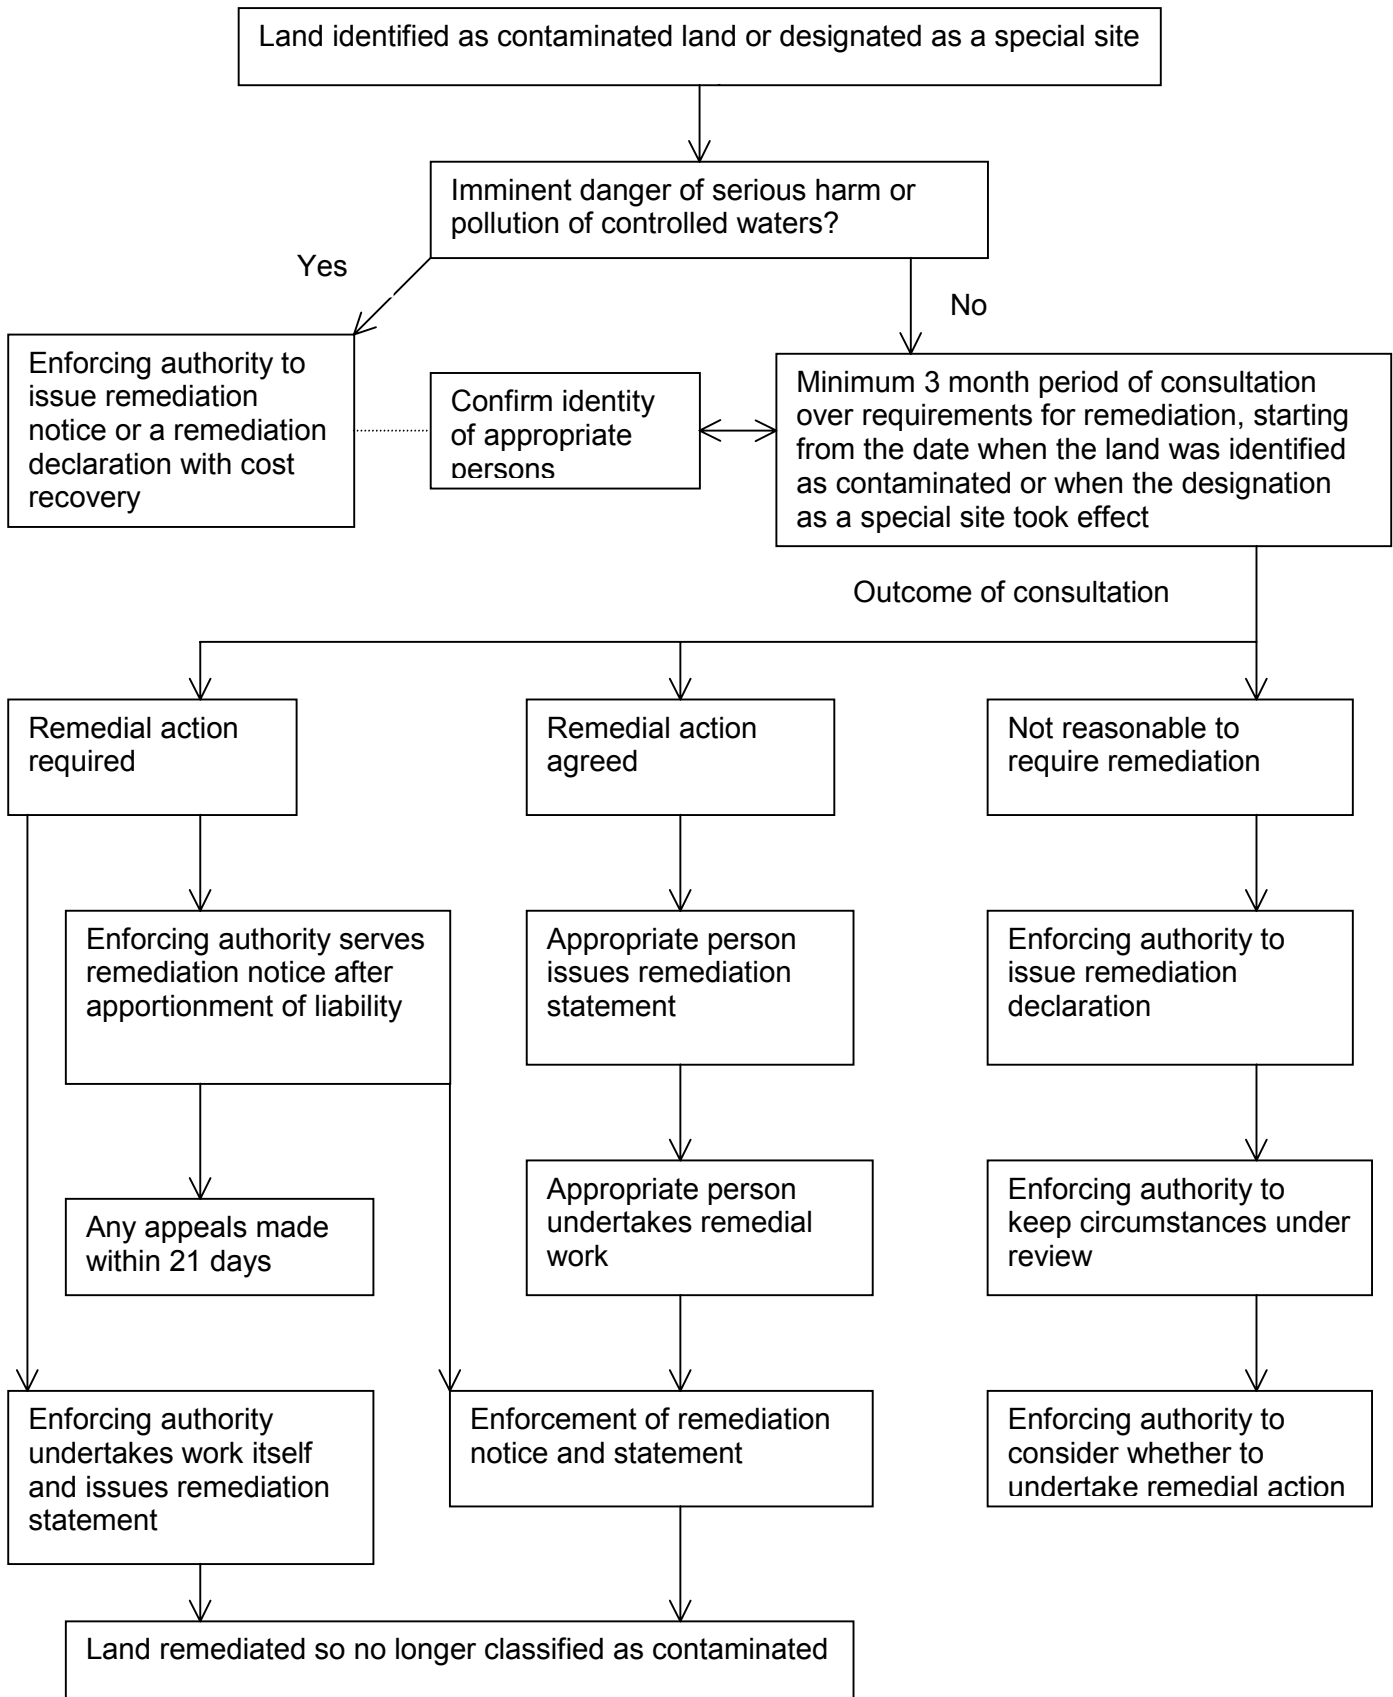 Land identified as contaminated land or designated as a special site
Imminent danger of serious harm or
pollution of controlled waters?
Yes
No
Enforcing authority to
issue remediation
notice or a remediation
declaration with cost
recovery
Confirm identity
of appropriate
persons
Minimum 3 month period of consultation
over requirements for remediation, starting
from the date when the land was identified
as contaminated or when the designation
as a special site took effect
Outcome of consultation
Remedial action
required
Remedial action
agreed
Not reasonable to
require remediation
Enforcing authority serves
remediation notice after
apportionment of liability
Appropriate person
issues remediation
statement
Enforcing authority to
issue remediation
declaration
Any appeals made
within 21 days
Appropriate person
undertakes remedial
work
Enforcing authority to
keep circumstances under
review
Enforcing authority
undertakes work itself
and issues remediation
statement
Enforcement of remediation
notice and statement
Enforcing authority to
consider whether to
undertake remedial action
Land remediated so no longer classified as contaminated